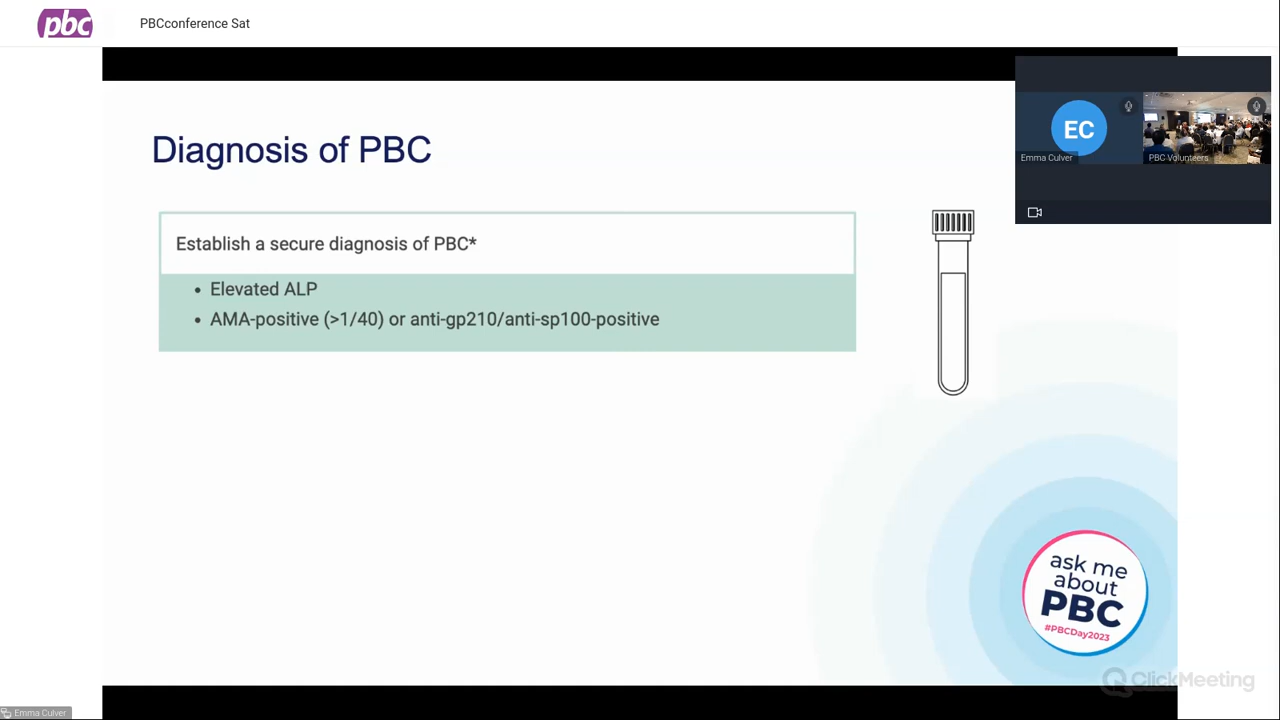 pbc
PBCconference Sat
Diagnosis of PBC
Establish a secure diagnosis of PBC*
• Elevated ALP
• AMA-positive (>1/40) or anti-gp210/anti-sp100-positive
EC
Emma Culver
PBC Volunteers
ask me
about
PBC
#PBCDay2023
ClickMeeting
Emma Culver